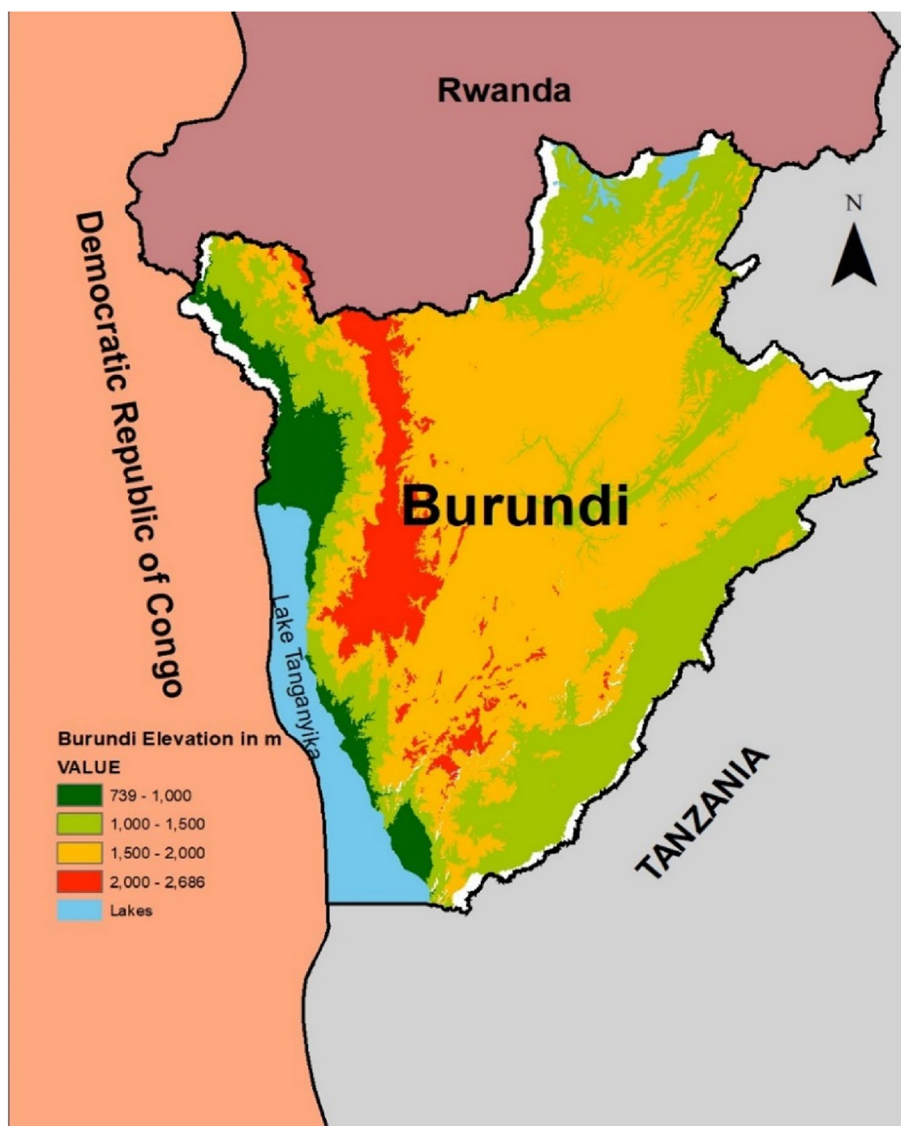 Rwanda
N
Democratic Republic of Congo
Burundi
Lake Tanganyika
TANZANIA
Burundi Elevation in m
VALUE
739 - 1,000
1,000 - 1,500
1,500 - 2,000
2,000 - 2,686
Lakes